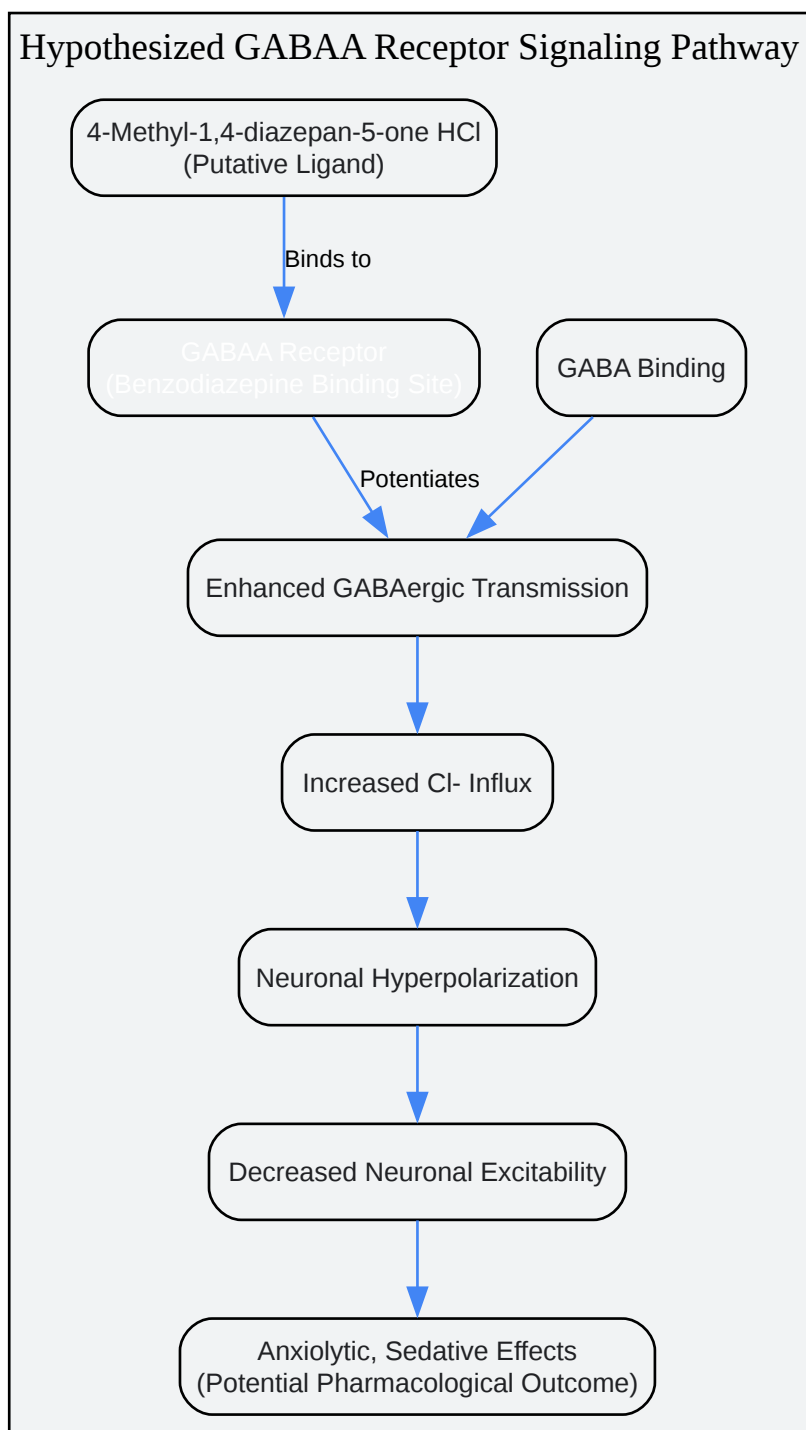 Hypothesized GABAA Receptor Signaling Pathway
4-Methyl-1,4-diazepan-5-one HCl
(Putative Ligand)
Binds to
GABAA Receptor
(Benzodiazepine Binding Site)
GABA Binding
Potentiates
Enhanced GABAergic Transmission
Increased Cl- Influx
Neuronal Hyperpolarization
Decreased Neuronal Excitability
Anxiolytic, Sedative Effects
(Potential Pharmacological Outcome)